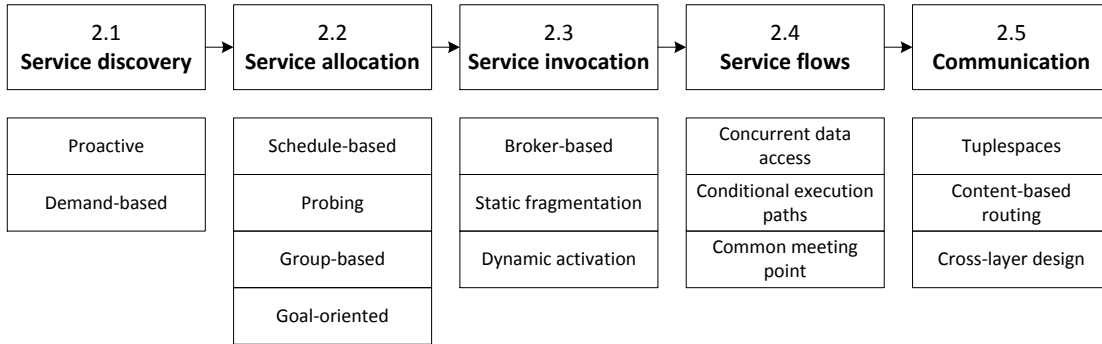 2.1
Service discovery
2.2
Service allocation
2.3
Service invocation
2.4
Service flows
2.5
Communication
Proactive
Demand-based
Schedule-based
Probing
Group-based
Goal-oriented
Broker-based
Static fragmentation
Dynamic activation
Concurrent data
access
Conditional execution
paths
Common meeting
point
Tuplespaces
Content-based
routing
Cross-layer design